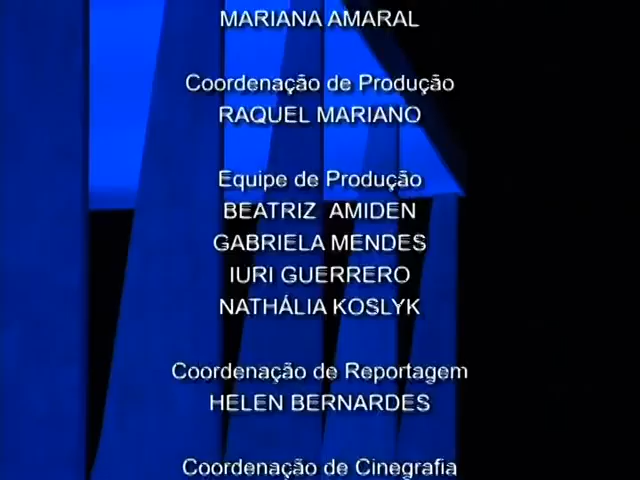 MARIANA AMARAL
Coordenação de Produção
RAQUEL MARIANO
Equipe de Produção
BEATRIZ AMIDEN
GABRIELA MENDES
IURI GUERRERO
NATHÁLIA KOSLYK
Coordenação de Reportagem
HELEN BERNARDES
Coordenação de Cinegrafia